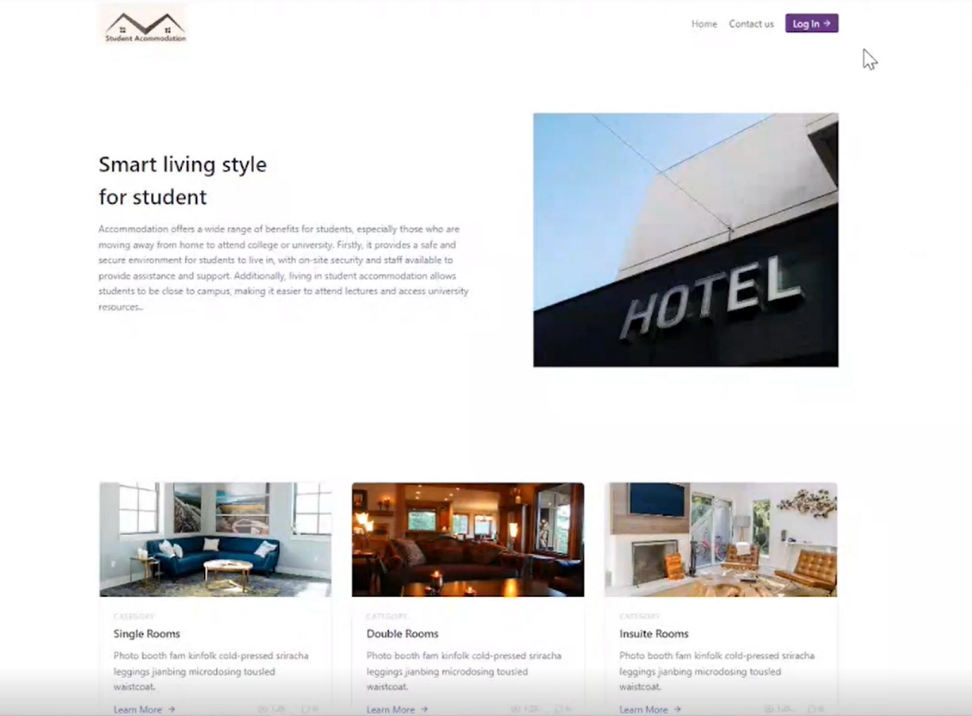 Student Acommodation
Home Contact us Log In →
Smart living style
for student
Accommodation offers a wide range of benefits for students, especially those who are
moving away from home to attend college or university. Firstly, it provides a safe and
secure environment for students to live in, with on-site security and staff available to
provide assistance and support. Additionally, living in student accommodation allows
students to be close to campus, making it easier to attend lectures and access university
resources..
HOTEL
CATEGORY
Single Rooms
Photo booth fam kinfolk cold-pressed sriracha
leggings jianbing microdosing tousled
waistcoat.
Learn More →
CATEGORY
Double Rooms
Photo booth fam kinfolk cold-pressed sriracha
leggings jianbing microdosing tousled
waistcoat.
Learn More →
CATEGORY
Insuite Rooms
Photo booth fam kinfolk cold-pressed sriracha
leggings jianbing microdosing tousled
waistcoat.
Learn More →